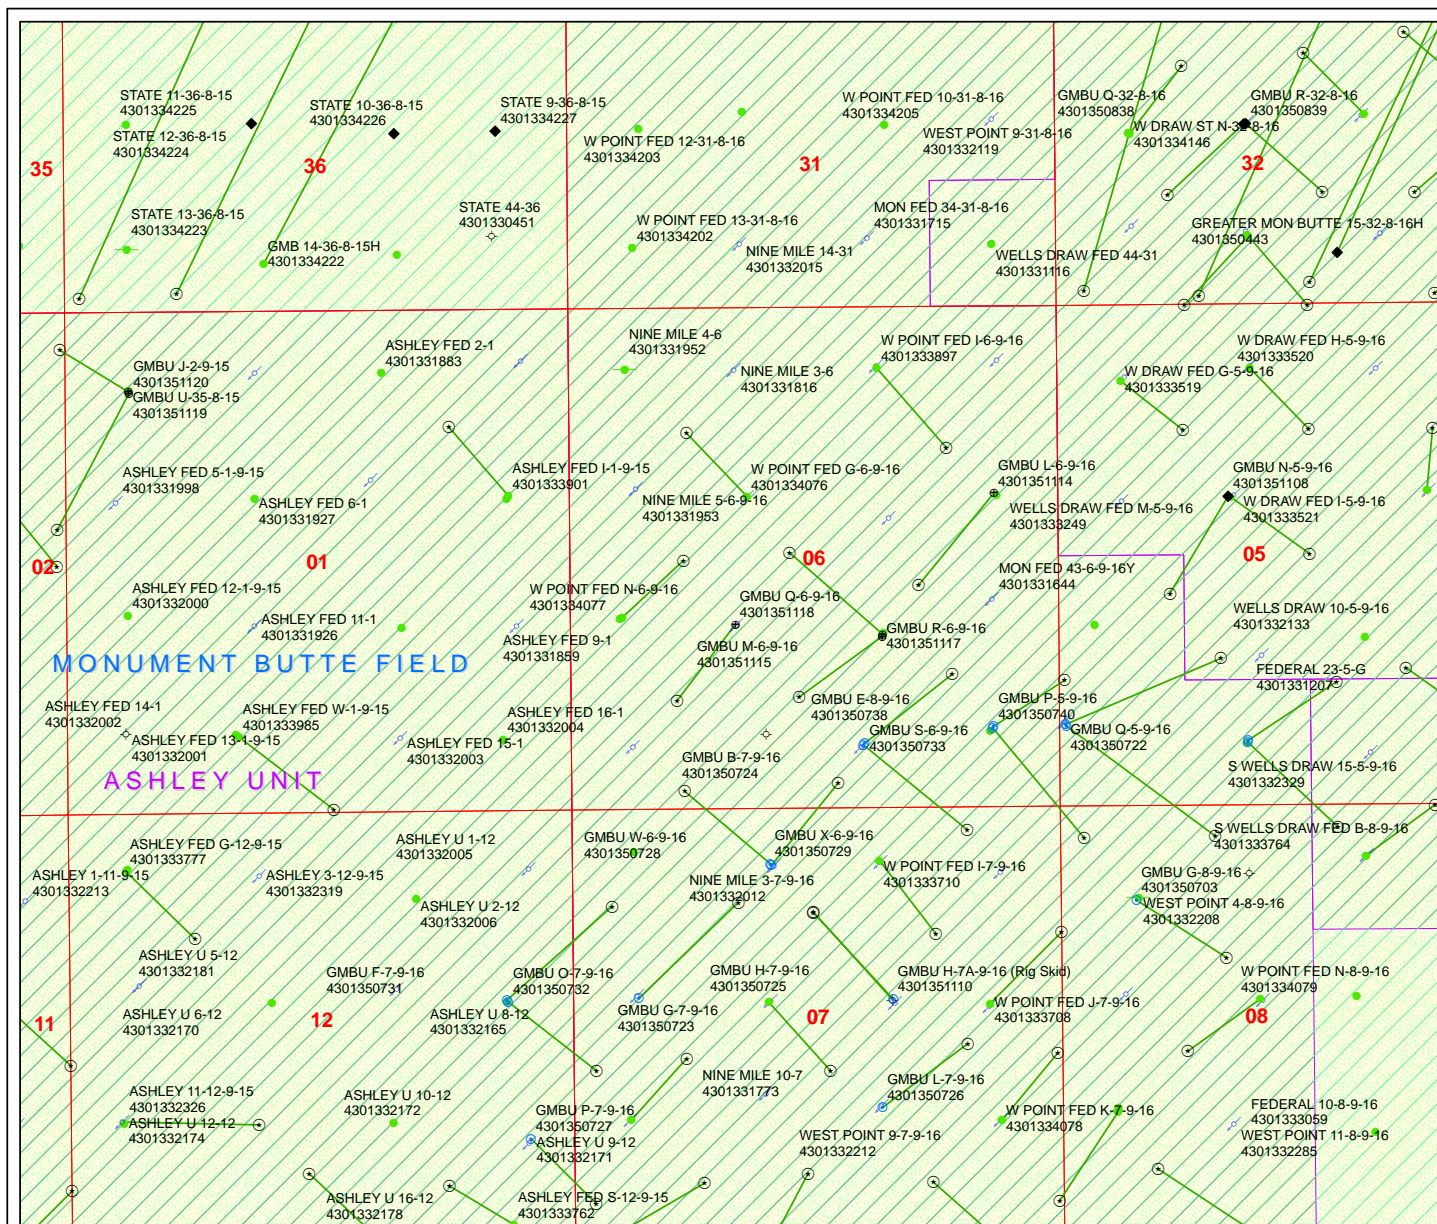 STATE 11-36-8-15
4301334225
STATE 12-36-8-15
4301334224
STATE 10-36-8-15
4301334226
STATE 9-36-8-15
4301334227
W POINT FED 12-31-8-16
4301334203
W POINT FED 10-31-8-16
4301334205
WEST POINT 9-31-8-16
4301332119
GMBU Q-32-8-16
4301350838
W DRAW ST N-32-8-16
4301334146
GMBU R-32-8-16
4301350839
35
36
31
32
STATE 13-36-8-15
4301334223
GMB 14-36-8-15H
4301334222
STATE 44-36
4301330451
W POINT FED 13-31-8-16
4301334202
NINE MILE 14-31
4301332015
MON FED 34-31-8-16
4301331715
WELLS DRAW FED 44-31
4301331116
GREATER MON BUTTE 15-32-8-16H
4301350443
GMBU J-2-9-15
4301351120
GMBU U-35-8-15
4301351119
ASHLEY FED 2-1
4301331883
NINE MILE 4-6
4301331952
NINE MILE 3-6
4301331816
W POINT FED I-6-9-16
4301333897
W DRAW FED G-5-9-16
4301333519
W DRAW FED H-5-9-16
4301333520
ASHLEY FED 5-1-9-15
4301331998
ASHLEY FED 6-1
4301331927
ASHLEY FED I-1-9-15
4301333901
NINE MILE 5-6-9-16
4301331953
W POINT FED G-6-9-16
4301334076
GMBU L-6-9-16
4301351114
WELLS DRAW FED M-5-9-16
4301333249
GMBU N-5-9-16
4301351108
W DRAW FED I-5-9-16
4301333521
02
01
06
05
ASHLEY FED 12-1-9-15
4301332000
ASHLEY FED 11-1
4301331926
W POINT FED N-6-9-16
4301334077
ASHLEY FED 9-1
4301331859
GMBU Q-6-9-16
4301351118
GMBU M-6-9-16
4301351115
GMBU R-6-9-16
4301351117
MON FED 43-6-9-16Y
4301331644
WELLS DRAW 10-5-9-16
4301332133
MONUMENT BUTTE FIELD
FEDERAL 23-5-G
4301331207
ASHLEY FED 14-1
4301332002
ASHLEY FED 13-1-9-15
4301332001
ASHLEY FED W-1-9-15
4301333985
ASHLEY FED 15-1
4301332003
ASHLEY FED 16-1
4301332004
GMBU B-7-9-16
4301350724
GMBU E-8-9-16
4301350738
GMBU S-6-9-16
4301350733
GMBU P-5-9-16
4301350740
GMBU Q-5-9-16
4301350722
S WELLS DRAW 15-5-9-16
4301332329
ASHLEY UNIT
ASHLEY FED G-12-9-15
4301333777
ASHLEY 1-11-9-15
4301332213
ASHLEY 3-12-9-15
4301332319
ASHLEY U 1-12
4301332005
ASHLEY U 2-12
4301332006
GMBU W-6-9-16
4301350728
GMBU X-6-9-16
4301350729
NINE MILE 3-7-9-16
4301332012
W POINT FED I-7-9-16
4301333710
S WELLS DRAW FED B-8-9-16
4301333764
GMBU G-8-9-16
4301350703
WEST POINT 4-8-9-16
4301332208
ASHLEY U 5-12
4301332181
ASHLEY U 6-12
4301332170
GMBU F-7-9-16
4301350731
GMBU O-7-9-16
4301350732
ASHLEY U 8-12
4301332165
GMBU G-7-9-16
4301350723
GMBU H-7-9-16
4301350725
GMBU H-7A-9-16 (Rig Skid)
4301351110
W POINT FED J-7-9-16
4301333708
W POINT FED N-8-9-16
4301334079
11
12
07
08
ASHLEY 11-12-9-15
4301332326
ASHLEY U 12-12
4301332174
ASHLEY U 10-12
4301332172
GMBU P-7-9-16
4301350727
ASHLEY U 9-12
4301332171
NINE MILE 10-7
4301331773
GMBU L-7-9-16
4301350726
WEST POINT 9-7-9-16
4301332212
W POINT FED K-7-9-16
4301334078
FEDERAL 10-8-9-16
4301333059
WEST POINT 11-8-9-16
4301332285
ASHLEY U 16-12
4301332178
ASHLEY FED S-12-9-15
4301333762